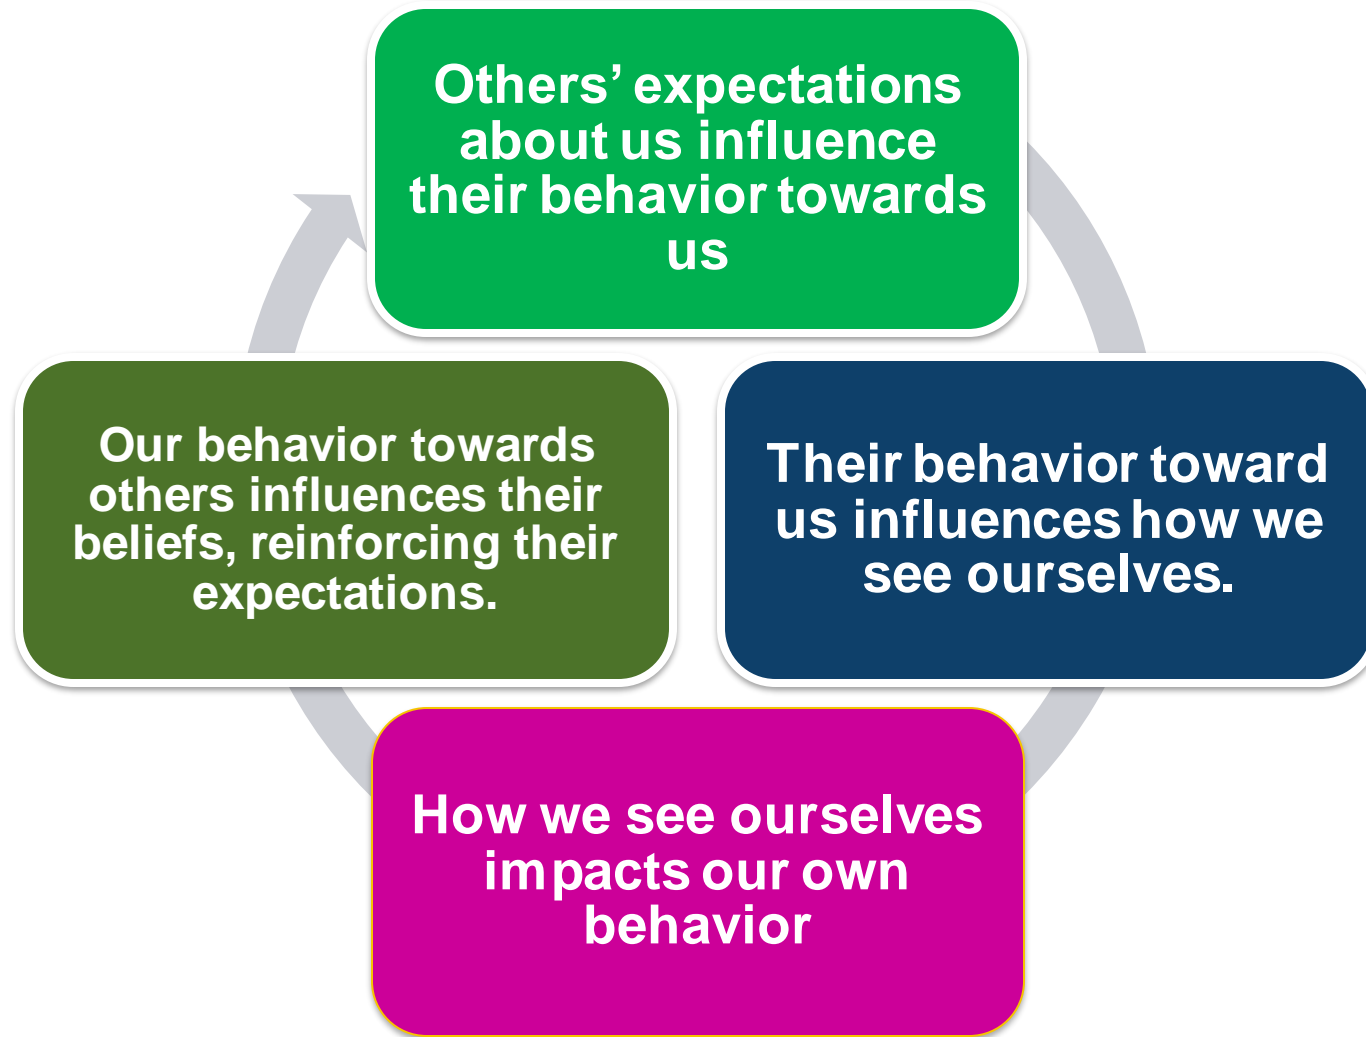 Others’ expectations
about us influence
their behavior towards
us
Their behavior toward
us influences how we
see ourselves.
How we see ourselves
impacts our own
behavior
Our behavior towards
others influences their
beliefs, reinforcing their
expectations.